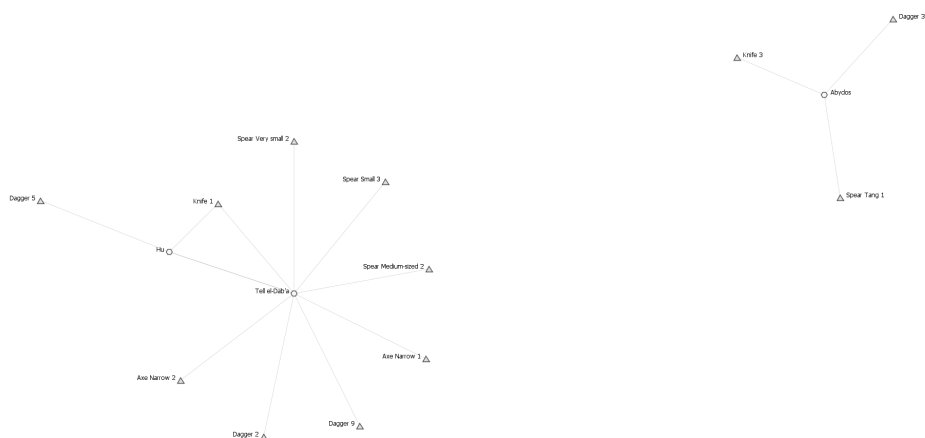 Dagger 3
Knife 3
Abydos
Spear Very small 2
Spear Small 3
Dagger 5
Knife 1
Spear Tang 1
Hu
Spear Medium-sized 2
Tell el-Dab'a
Axe Narrow 1
Axe Narrow 2
Dagger 9
Dagger 2